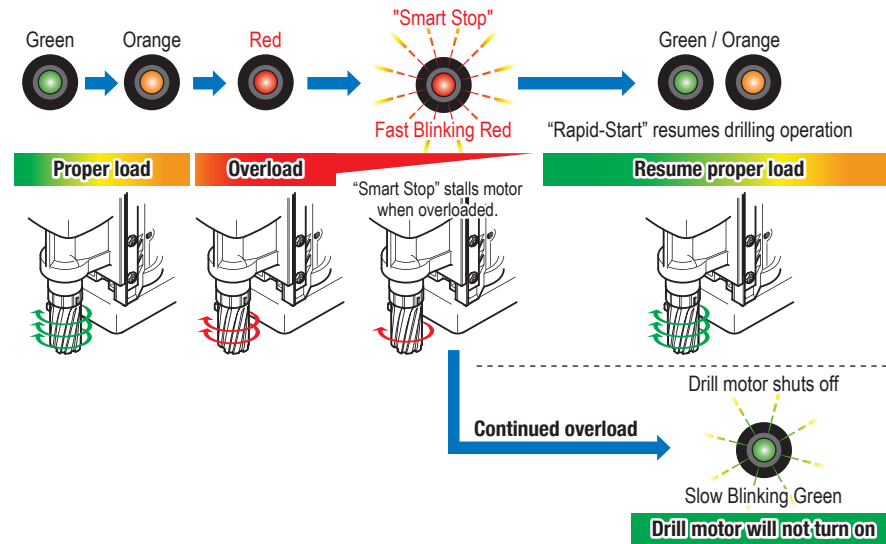 "Smart Stop"
Green
Orange
Red
Green / Orange
Fast Blinking Red
“Rapid-Start” resumes drilling operation
Proper load
Overload
Resume proper load
“Smart Stop” stalls motor
when overloaded.
Drill motor shuts off
Continued overload
Slow Blinking Green
Drill motor will not turn on